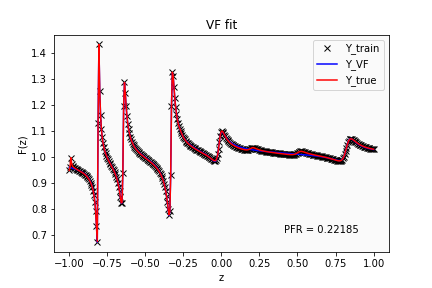 VF fit
Y_train
Y_VF
Y_true
F(z)
1.4
1.3
1.2
1.1
1.0
0.9
0.8
0.7
PFR = 0.22185
−1.00 −0.75 −0.50 −0.25 0.00 0.25 0.50 0.75 1.00
z